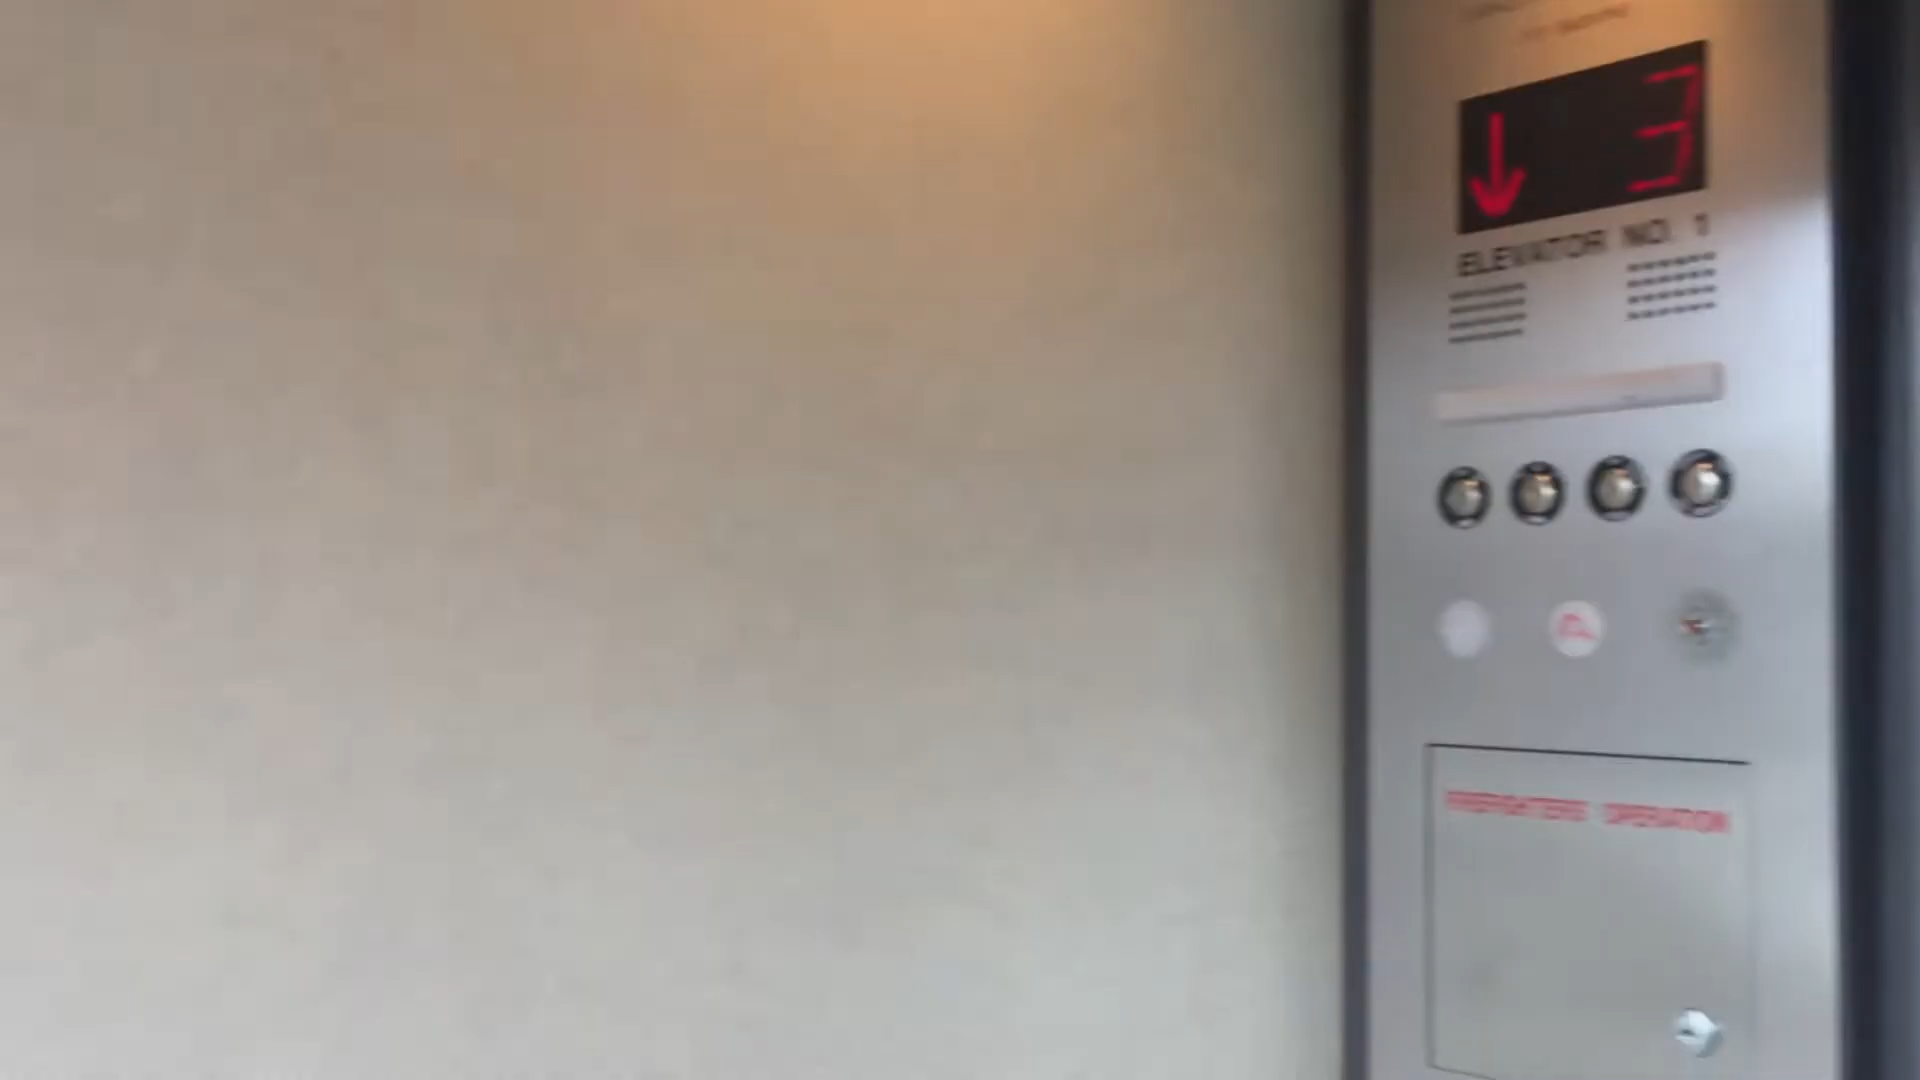 ↓ 3
ELEVATOR NO. 1
FIREFIGHTERS' OPERATION